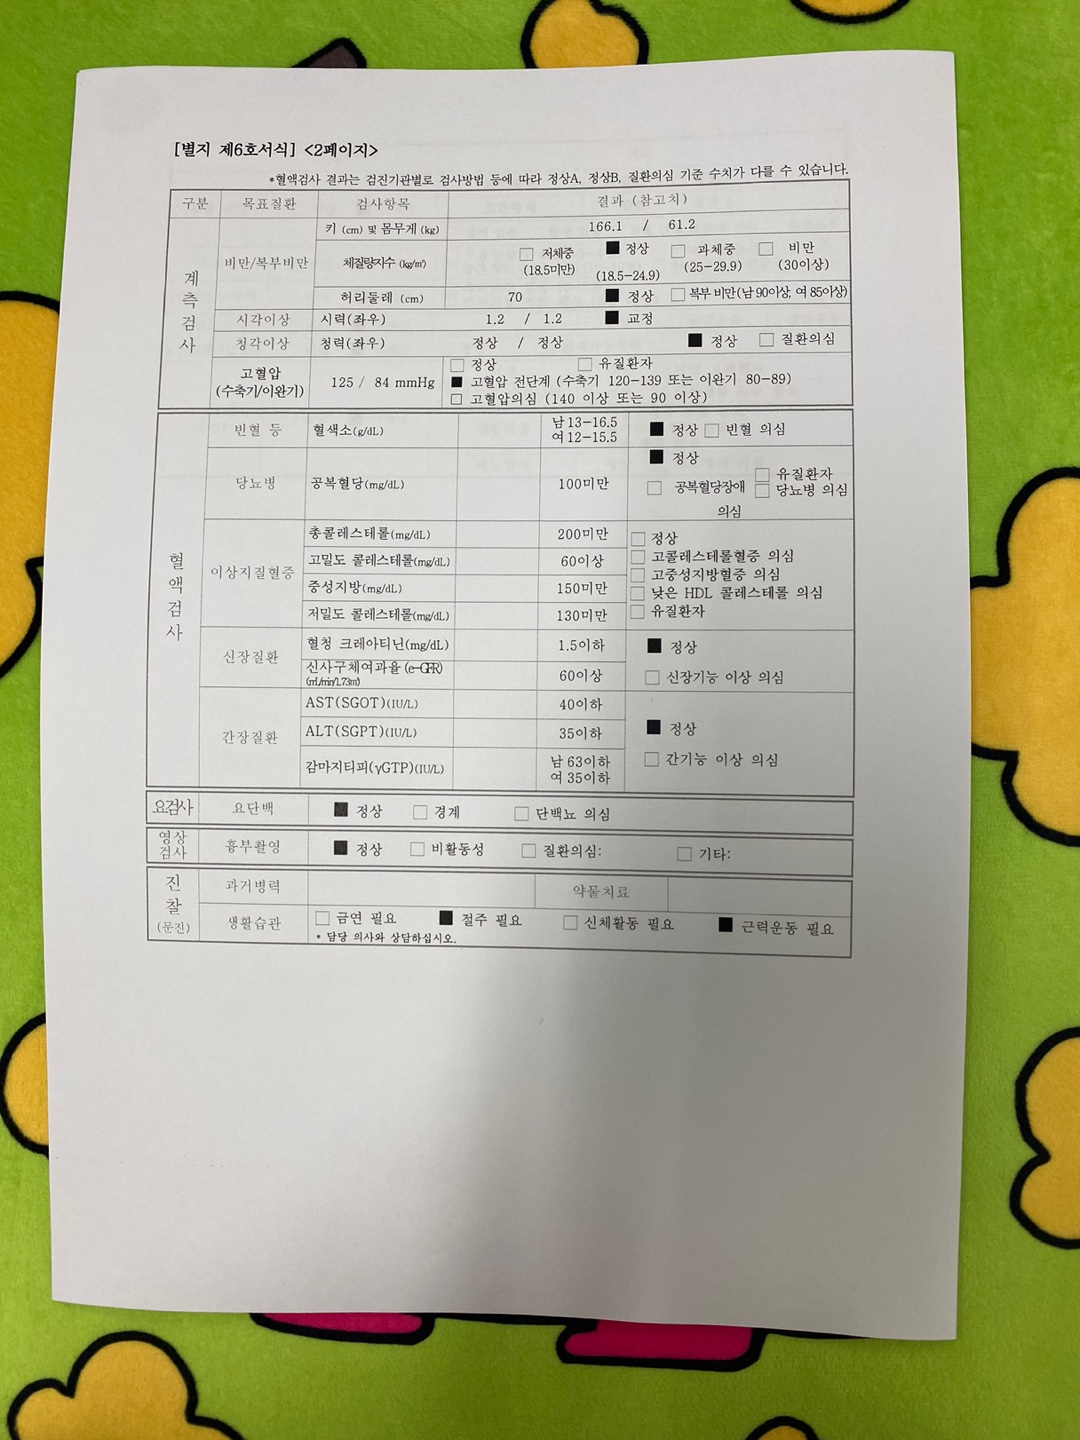 [별지 제6호서식] <2페이지>
*혈액검사 결과는 검진기관별로 검사방법 등에 따라 정상A, 정상B, 질환의심 기준 수치가 다를 수 있습니다.
구분 목표질환 검사항목 결과 (참고치)
계측검사
비만/복부비만
키 (cm) 및 몸무게 (kg) 166.1 / 61.2
체질량지수 (kg/m²) □ 저체중 ■ 정상 □ 과체중 □ 비만
(18.5미만) (18.5-24.9) (25-29.9) (30이상)
허리둘레 (cm) 70 ■ 정상 □ 복부 비만(남 90이상, 여 85이상)
시각이상 시력(좌우) 1.2 / 1.2 ■ 교정
청각이상 청력(좌우) 정상 / 정상 ■ 정상 □ 질환의심
고혈압
(수축기/이완기)
125 / 84 mmHg
□ 정상 □ 유질환자
■ 고혈압 전단계 (수축기 120-139 또는 이완기 80-89)
□ 고혈압의심 (140 이상 또는 90 이상)
혈액검사
빈혈 등 혈색소(g/dL) 남 13-16.5
여 12-15.5
■ 정상 □ 빈혈 의심
당뇨병 공복혈당(mg/dL) 100미만
■ 정상
□ 유질환자
□ 공복혈당장애 의심
□ 당뇨병 의심
이상지질혈증
총콜레스테롤(mg/dL) 200미만
고밀도 콜레스테롤(mg/dL) 60이상
중성지방(mg/dL) 150미만
저밀도 콜레스테롤(mg/dL) 130미만
□ 정상
□ 고콜레스테롤혈증 의심
□ 고중성지방혈증 의심
□ 낮은 HDL 콜레스테롤 의심
□ 유질환자
신장질환
혈청 크레아티닌(mg/dL) 1.5이하
신사구체여과율 (e-GFR)
(mL/min/1.73m²)
60이상
■ 정상
□ 신장기능 이상 의심
간장질환
AST(SGOT)(IU/L) 40이하
ALT(SGPT)(IU/L) 35이하
감마지티피(γGTP)(IU/L) 남 63이하
여 35이하
■ 정상
□ 간기능 이상 의심
요검사 요단백 ■ 정상 □ 경계 □ 단백뇨 의심
영상검사 흉부촬영 ■ 정상 □ 비활동성 □ 질환의심: □ 기타:
진찰
(문진)
과거병력 약물치료
생활습관 □ 금연 필요 ■ 절주 필요 □ 신체활동 필요 ■ 근력운동 필요
* 담당 의사와 상담하십시오.